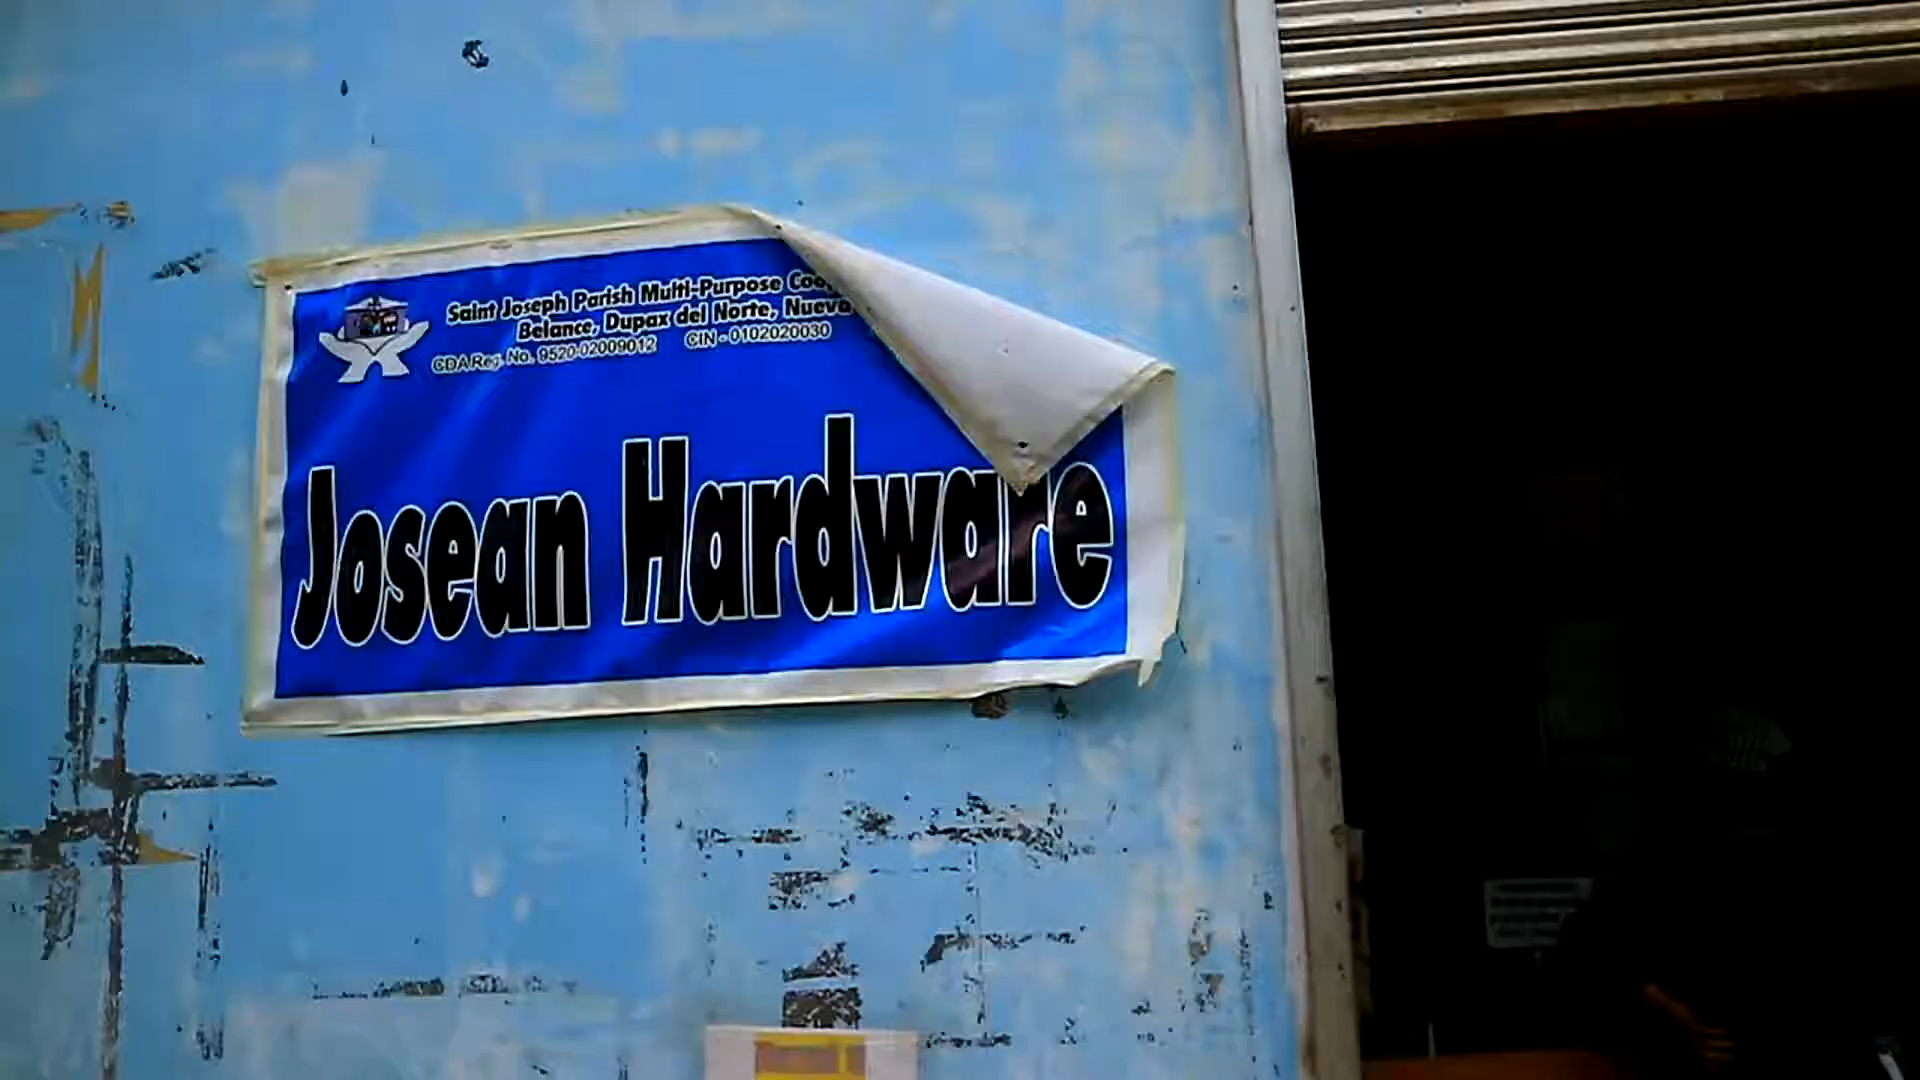 Saint Joseph Parish Multi-Purpose
Belance, Dupax del Norte, Nueva
CDA Reg. No. 9520-02009012 CIN - 0102020030
Josean Hardware